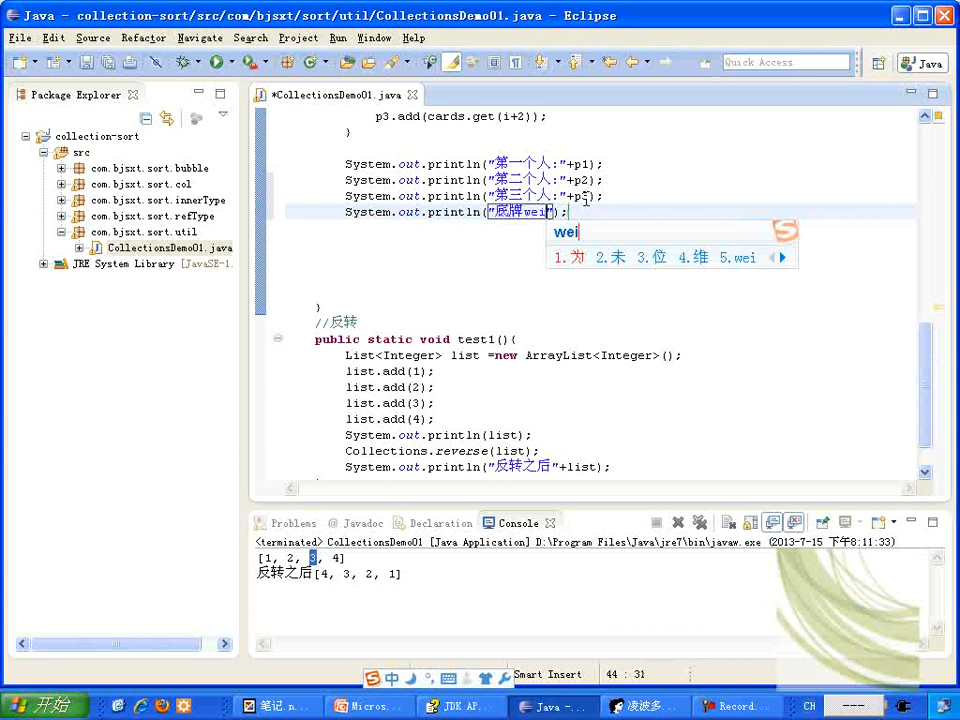 Java - collection-sort/src/com/bjsxt/sort/util/CollectionsDemo01.java - Eclipse
File Edit Source Refactor Navigate Search Project Run Window Help
Quick Access
Java
Package Explorer
*CollectionsDemo01.java
collection-sort
src
com.bjsxt.sort.bubble
com.bjsxt.sort.col
com.bjsxt.sort.innerType
com.bjsxt.sort.refType
com.bjsxt.sort.util
CollectionsDemo01.java
JRE System Library [JavaSE-1.
p3.add(cards.get(i+2));
}
System.out.println("第一个人:"+p1);
System.out.println("第二个人:"+p2);
System.out.println("第三个人:"+p3);
System.out.println("底牌wei");
wei
1.为 2.未 3.位 4.维 5.wei
}
//反转
public static void test1(){
List<Integer> list =new ArrayList<Integer>();
list.add(1);
list.add(2);
list.add(3);
list.add(4);
System.out.println(list);
Collections.reverse(list);
System.out.println("反转之后"+list);
Problems @ Javadoc Declaration Console
<terminated> CollectionsDemo01 [Java Application] D:\Program Files\Java\jre7\bin\javaw.exe (2013-7-15 下午8:11:33)
[1, 2, 3, 4]
反转之后[4, 3, 2, 1]
中
Smart Insert
44 : 31
开始
笔记.n...
Micros...
JDK AP...
Java -...
凌波多...
Record...
CH
---